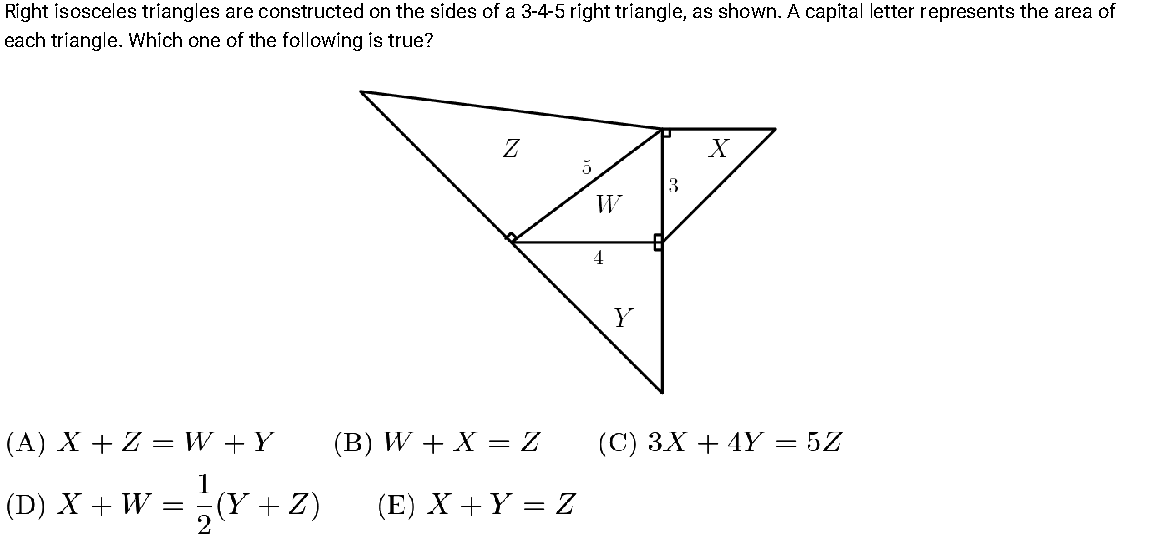 Right isosceles triangles are constructed on the sides of a 3-4-5 right triangle, as shown. A capital letter represents the area of
each triangle. Which one of the following is true?
Z
X
5
3
W
4
Y
(A) X + Z = W + Y (B) W + X = Z (C) 3X + 4Y = 5Z
(D) X + W = \frac{1}{2}(Y + Z) (E) X + Y = Z